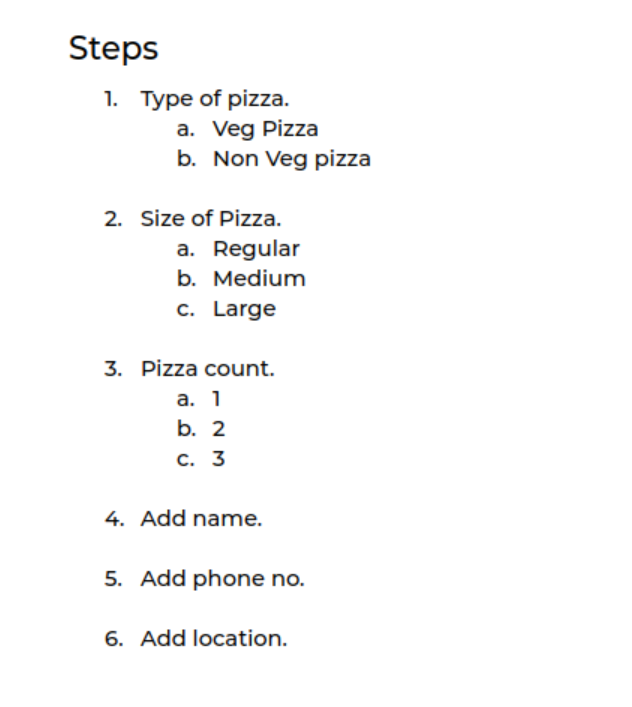 Steps
1. Type of pizza.
a. Veg Pizza
b. Non Veg pizza
2. Size of Pizza.
a. Regular
b. Medium
c. Large
3. Pizza count.
a. 1
b. 2
c. 3
4. Add name.
5. Add phone no.
6. Add location.